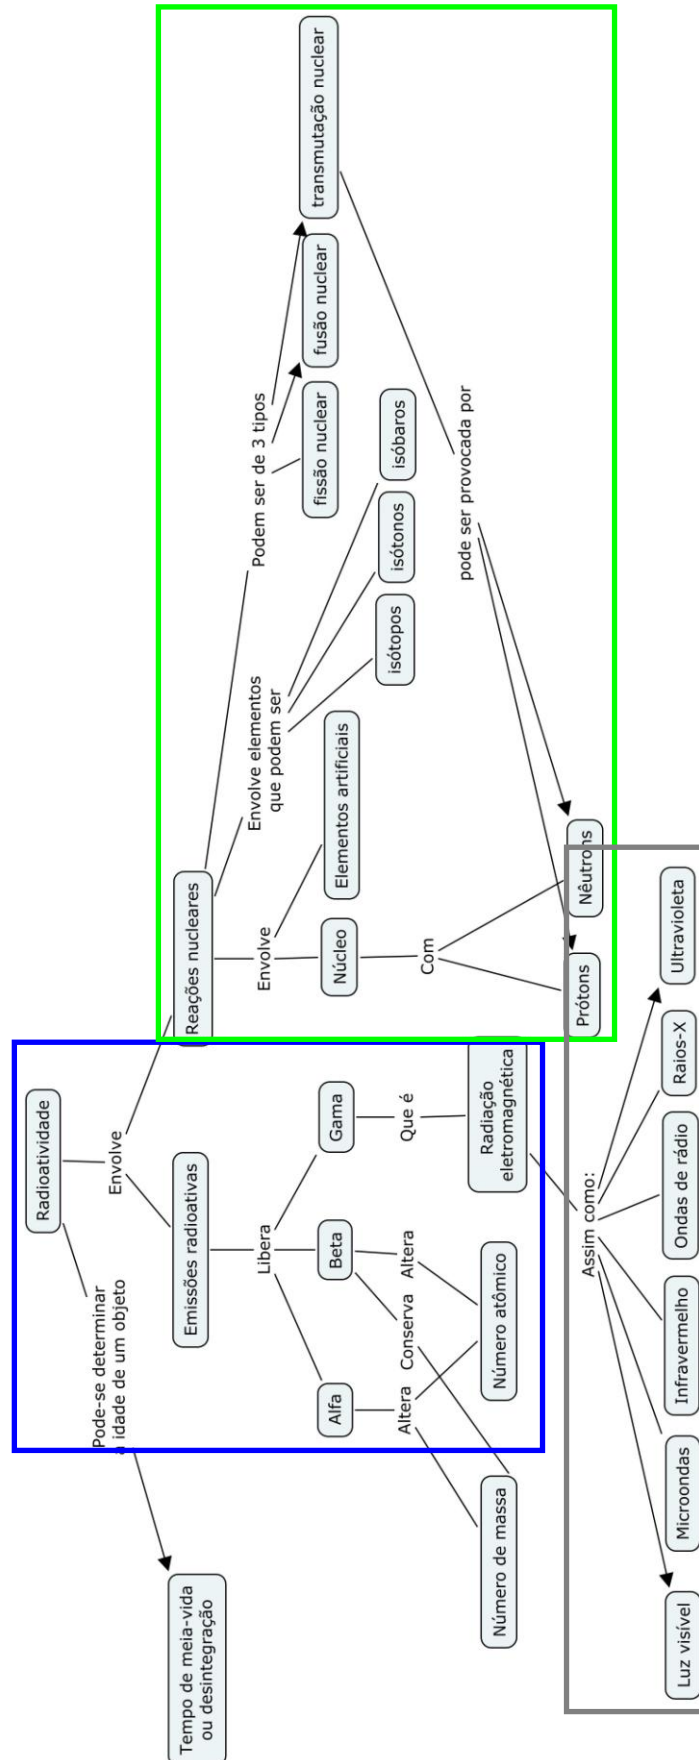 Radioatividade
Pode-se determinar
a idade de um objeto
Envolve
Tempo de meia-vida
ou desintegração
Emissões radioativas
Reações nucleares
Libera
Envolve
Envolve elementos
que podem ser
Podem ser de 3 tipos
Alfa
Beta
Gama
Núcleo
Elementos artificiais
fissão nuclear
fusão nuclear
transmutação nuclear
isótopos
isótonos
isóbaros
Altera
Conserva
Altera
Que é
Com
pode ser provocada por
Número de massa
Número atômico
Radiação
eletromagnética
Prótons
Nêutrons
Assim como:
Luz visível
Microondas
Infravermelho
Ondas de rádio
Raios-X
Ultravioleta